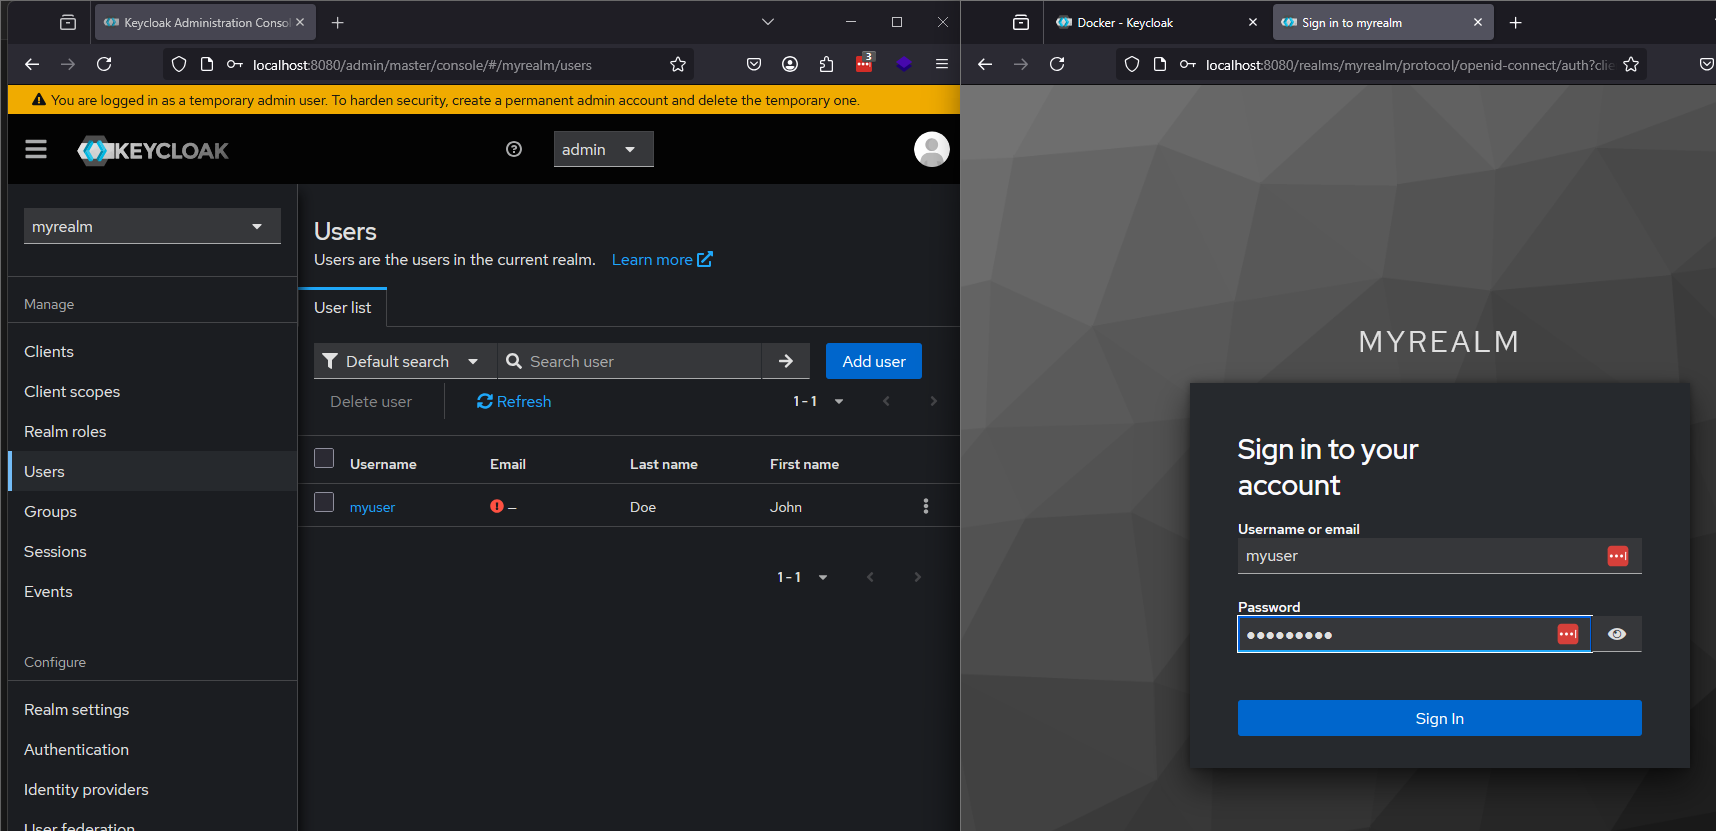 Keycloak Administration Conso
localhost:8080/admin/master/console/#/myrealm/users
3
You are logged in as a temporary admin user. To harden security, create a permanent admin account and delete the temporary one.
KEYCLOAK
admin
myrealm
Manage
Clients
Client scopes
Realm roles
Users
Groups
Sessions
Events
Configure
Realm settings
Authentication
Identity providers
User federation
Users
Users are the users in the current realm. Learn more
User list
Default search
Search user
Add user
Delete user
Refresh
1-1
Username Email Last name First name
myuser – Doe John
1-1
Docker - Keycloak
Sign in to myrealm
localhost:8080/realms/myrealm/protocol/openid-connect/auth?clie
MYREALM
Sign in to your
account
Username or email
myuser
Password
Sign In